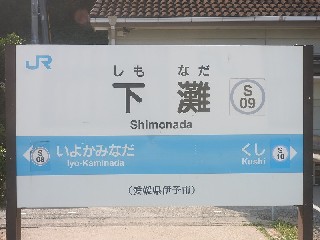 JR
しも なだ
下 灘
S
09
Shimonada
S
08
いよかみなだ
Iyo-Kaminada
くし
Kushi
S
10
(愛媛県伊予市)